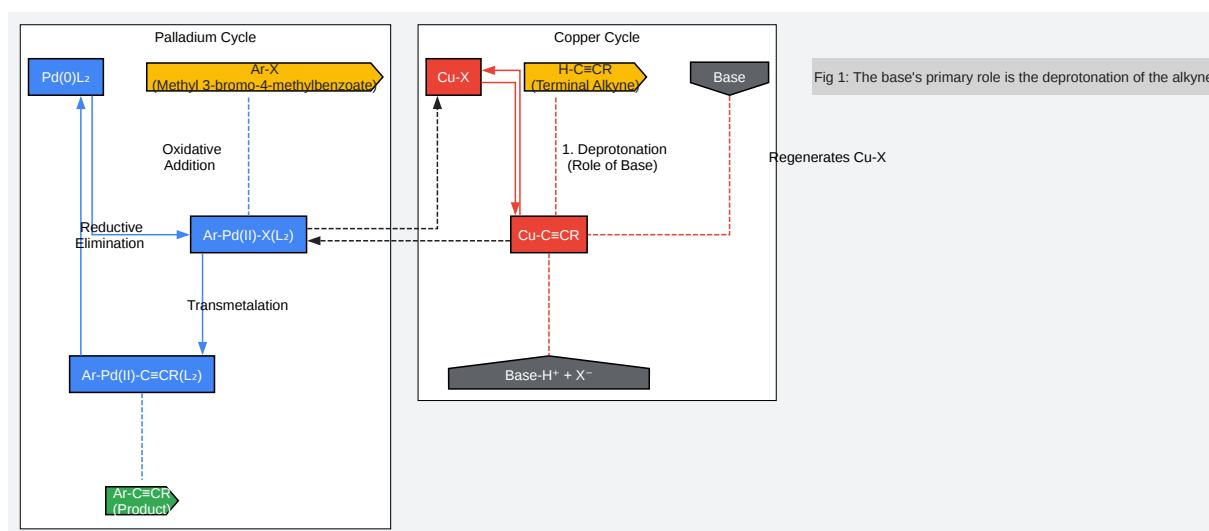 Palladium Cycle
Pd(0)L₂
Ar-X
(Methyl 3-bromo-4-methylbenzoate)
Oxidative
Addition
Reductive
Elimination
Ar-Pd(II)-X(L₂)
Transmetalation
Ar-Pd(II)-C≡CR(L₂)
Ar-C≡CR
(Product)
Copper Cycle
Cu-X
H-C≡CR
(Terminal Alkyne)
Base
1. Deprotonation
(Role of Base)
Regenerates Cu-X
Cu-C≡CR
Base-H⁺ + X⁻
Fig 1: The base's primary role is the deprotonation of the alkyne